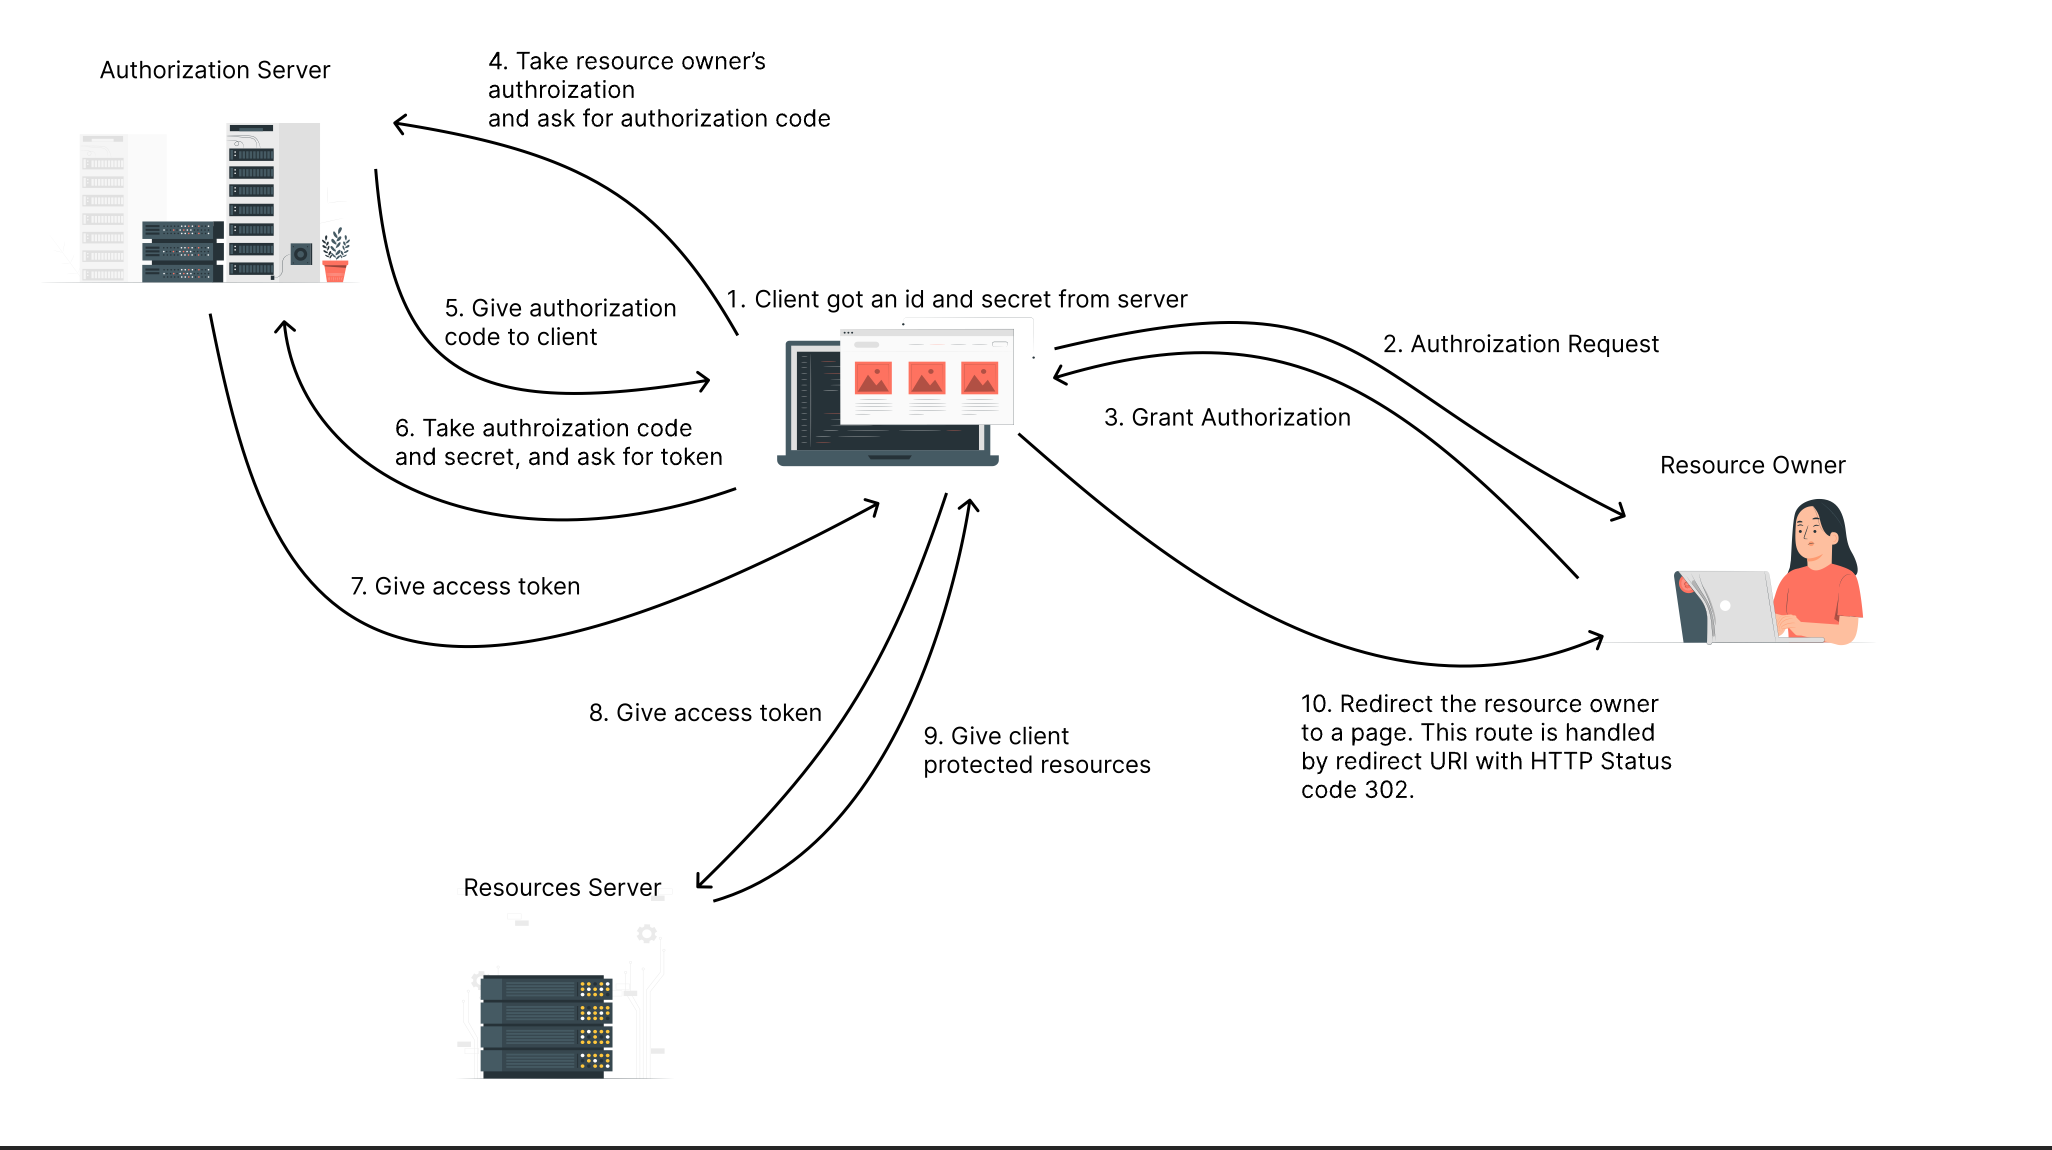 Authorization Server
4. Take resource owner’s
authroization
and ask for authorization code
1. Client got an id and secret from server
5. Give authorization
code to client
2. Authroization Request
3. Grant Authorization
6. Take authroization code
and secret, and ask for token
Resource Owner
7. Give access token
8. Give access token
9. Give client
protected resources
10. Redirect the resource owner
to a page. This route is handled
by redirect URI with HTTP Status
code 302.
Resources Server